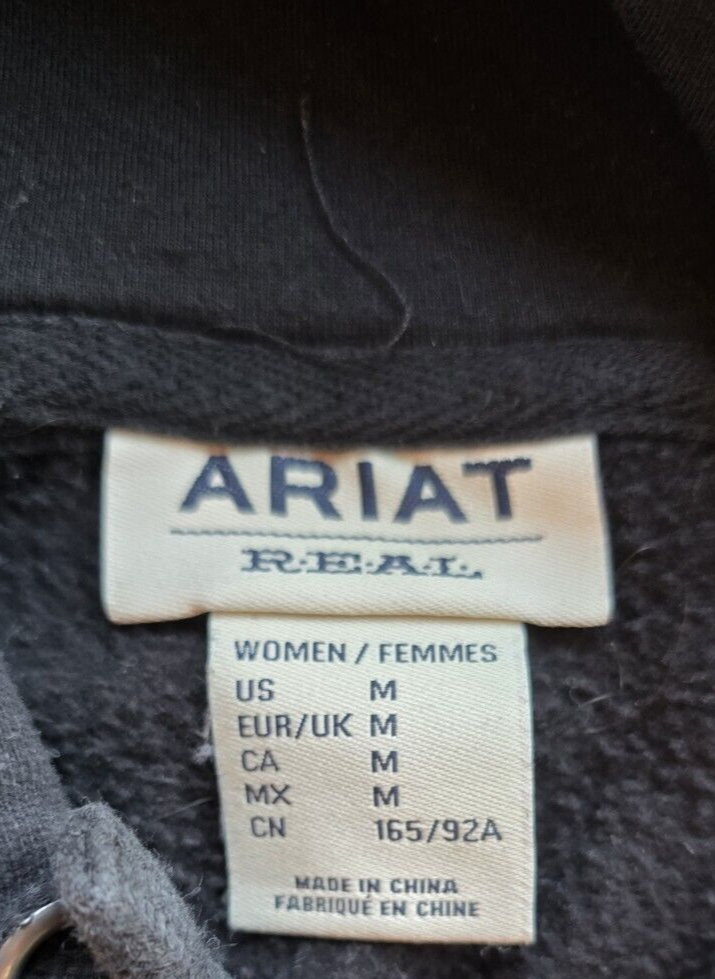 ARIAT
R.E.A.L.
WOMEN / FEMMES
US M
EUR/UK M
CA M
MX M
CN 165/92A
MADE IN CHINA
FABRIQUÉ EN CHINE